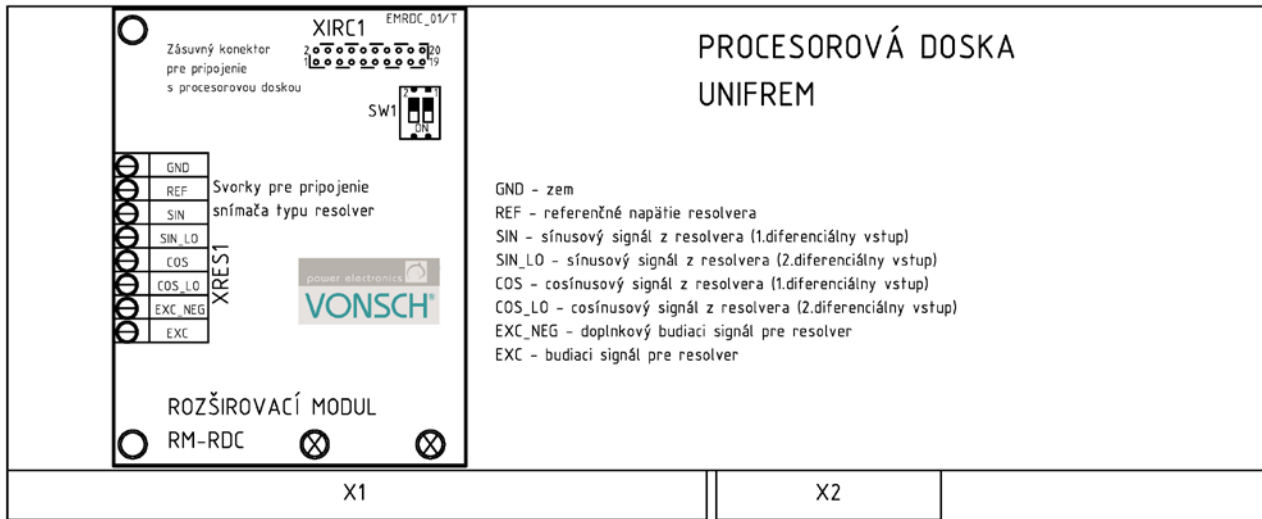 EMRDC_01/T
XIRC1
Zásuvný konektor
pre pripojenie
s procesorovou doskou
2 20
1 19
SW1
2 1
ON
GND
REF
SIN
SIN_LO
COS
COS_LO
EXC_NEG
EXC
XRES1
Svorky pre pripojenie
snímača typu resolver
power electronics
VONSCH®
ROZŠIROVACÍ MODUL
RM-RDC
PROCESOROVÁ DOSKA
UNIFREM
GND - zem
REF - referenčné napätie resolvera
SIN - sínusový signál z resolvera (1.diferenciálny vstup)
SIN_LO - sínusový signál z resolvera (2.diferenciálny vstup)
COS - cosínusový signál z resolvera (1.diferenciálny vstup)
COS_LO - cosínusový signál z resolvera (2.diferenciálny vstup)
EXC_NEG - doplnkový budiaci signál pre resolver
EXC - budiaci signál pre resolver
X1
X2